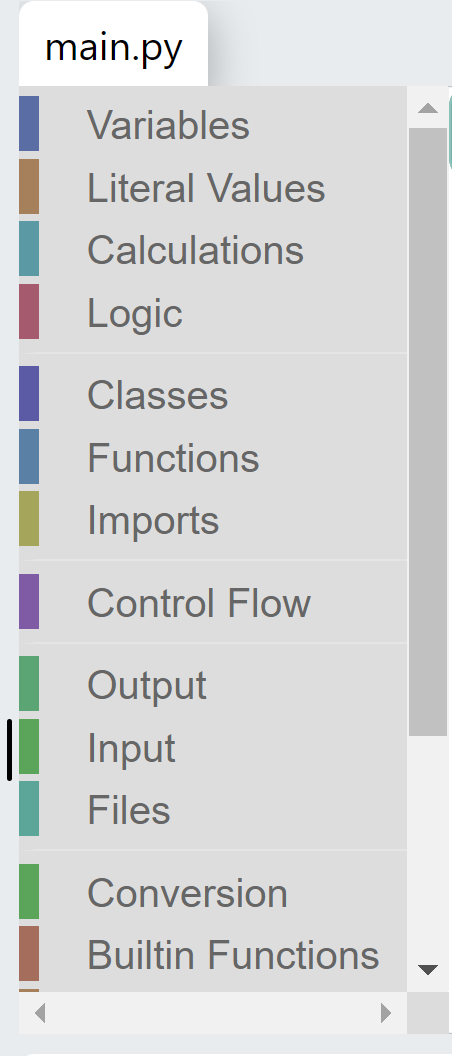 main.py
Variables
Literal Values
Calculations
Logic
Classes
Functions
Imports
Control Flow
Output
Input
Files
Conversion
Builtin Functions